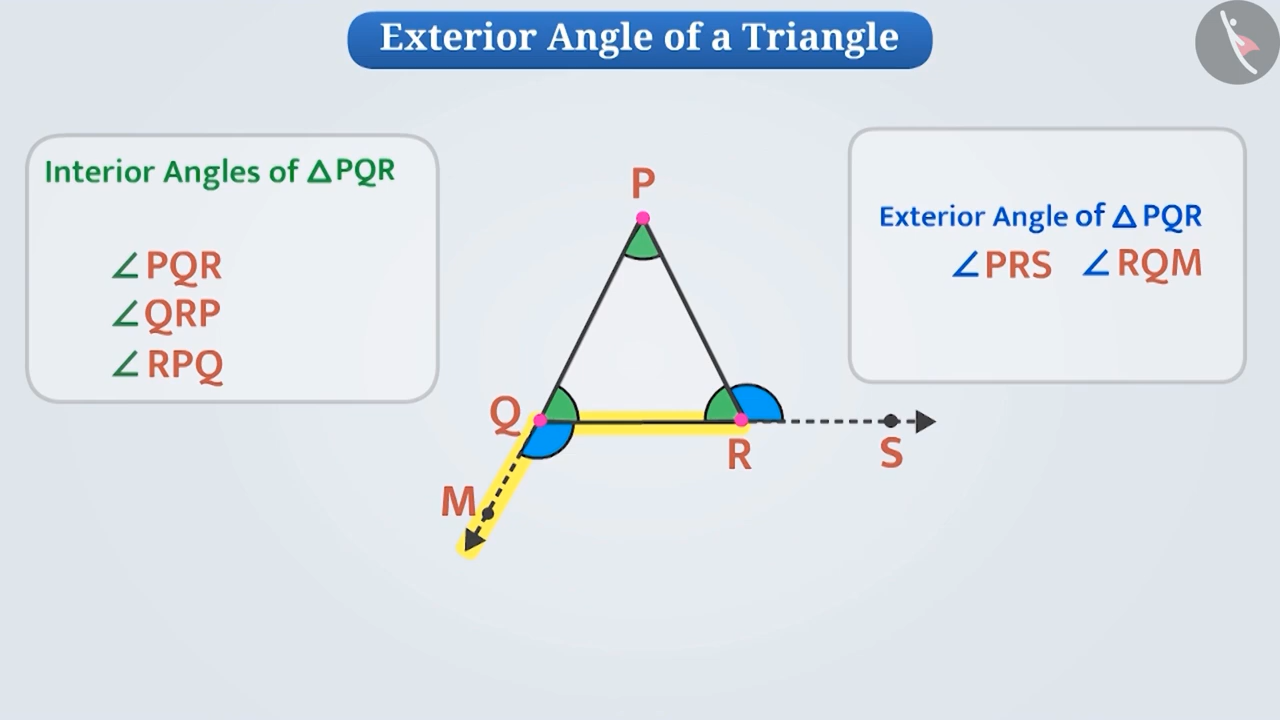 Exterior Angle of a Triangle
Interior Angles of △PQR
∠PQR
∠QRP
∠RPQ
P
Q
R
S
M
Exterior Angle of △PQR
∠PRS ∠RQM